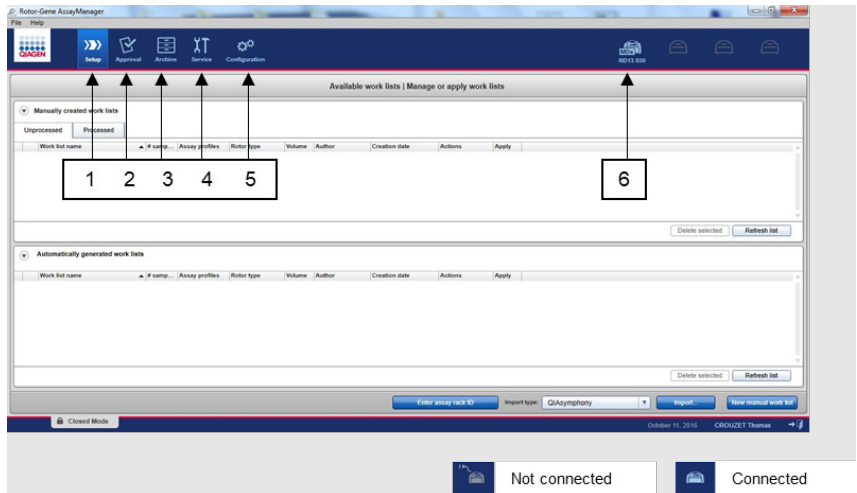 Rotor-Gene AssayManager
File Help
QIAGEN
Setup Approval Archive Service Configuration RD13 030
Available work lists | Manage or apply work lists
Manually created work lists
Unprocessed Processed
Work list name # samp... Assay profiles Rotor type Volume Author Creation date Actions Apply
1 2 3 4 5 6
Delete selected Refresh list
Automatically generated work lists
Work list name # samp... Assay profiles Rotor type Volume Author Creation date Actions Apply
Delete selected Refresh list
Enter assay rack ID Import type: QIAsymphony Import... New manual work list
Closed Mode October 11, 2016 CROUZET Thomas
Not connected Connected